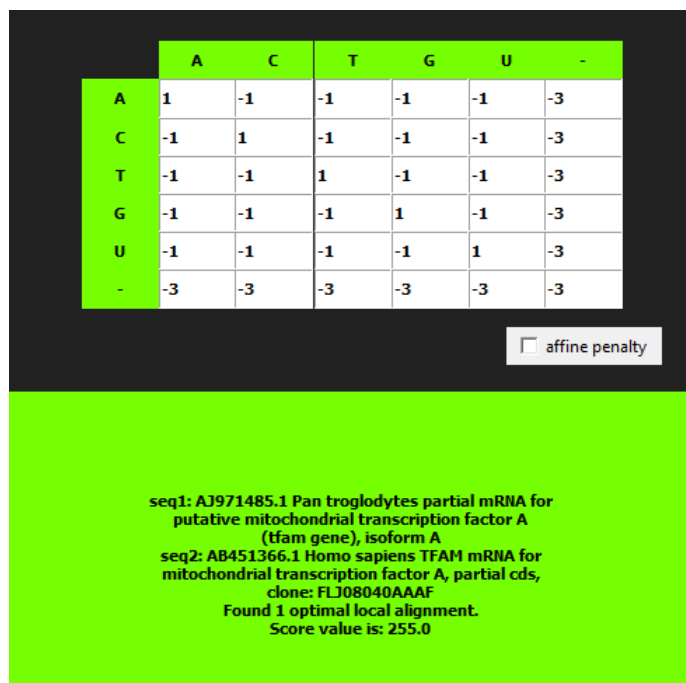 A C T G U -
A 1 -1 -1 -1 -1 -3
C -1 1 -1 -1 -1 -3
T -1 -1 1 -1 -1 -3
G -1 -1 -1 1 -1 -3
U -1 -1 -1 -1 1 -3
- -3 -3 -3 -3 -3 -3
affine penalty
seq1: AJ971485.1 Pan troglodytes partial mRNA for
putative mitochondrial transcription factor A
(tfam gene), isoform A
seq2: AB451366.1 Homo sapiens TFAM mRNA for
mitochondrial transcription factor A, partial cds,
clone: FLJ08040AAAF
Found 1 optimal local alignment.
Score value is: 255.0